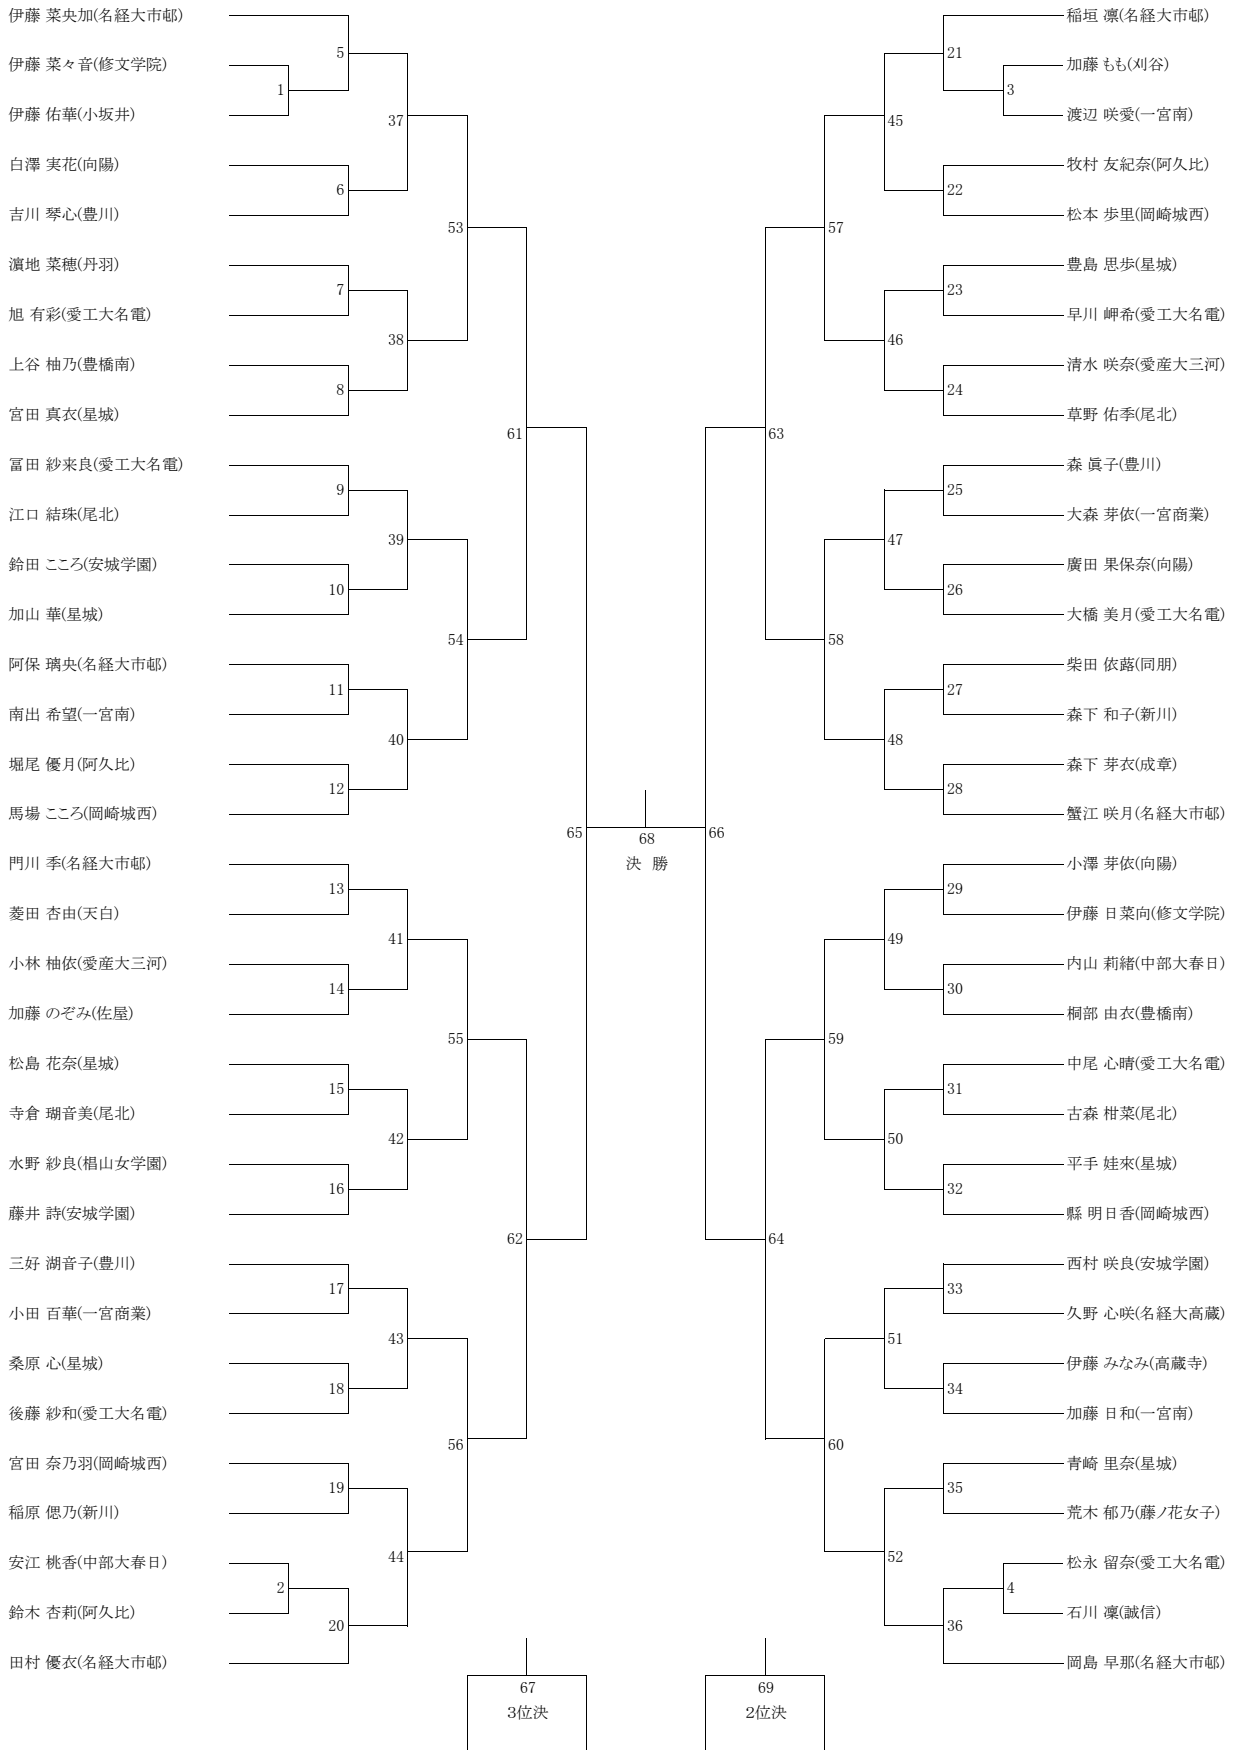 伊藤 菜央加(名経大市邨)
伊藤 菜々音(修文学院)
伊藤 佑華(小坂井)
白澤 実花(向陽)
吉川 琴心(豊川)
濵地 菜穂(丹羽)
旭 有彩(愛工大名電)
上谷 柚乃(豊橋南)
宮田 真衣(星城)
冨田 紗来良(愛工大名電)
江口 結珠(尾北)
鈴田 こころ(安城学園)
加山 華(星城)
阿保 璃央(名経大市邨)
南出 希望(一宮南)
堀尾 優月(阿久比)
馬場 こころ(岡崎城西)
門川 季(名経大市邨)
菱田 杏由(天白)
小林 柚依(愛産大三河)
加藤 のぞみ(佐屋)
松島 花奈(星城)
寺倉 瑚音美(尾北)
水野 紗良(椙山女学園)
藤井 詩(安城学園)
三好 湖音子(豊川)
小田 百華(一宮商業)
桑原 心(星城)
後藤 紗和(愛工大名電)
宮田 奈乃羽(岡崎城西)
稲原 偲乃(新川)
安江 桃香(中部大春日)
鈴木 杏莉(阿久比)
田村 優衣(名経大市邨)
1
2
5
6
7
8
9
10
11
12
13
14
15
16
17
18
19
20
37
38
39
40
41
42
43
44
53
54
55
56
61
62
65
68
決 勝
66
67
3位決
69
2位決
63
64
57
58
59
60
45
46
47
48
49
50
51
52
21
22
23
24
25
26
27
28
29
30
31
32
33
34
35
36
3
4
稲垣 凛(名経大市邨)
加藤 もも(刈谷)
渡辺 咲愛(一宮南)
牧村 友紀奈(阿久比)
松本 歩里(岡崎城西)
豊島 思歩(星城)
早川 岬希(愛工大名電)
清水 咲奈(愛産大三河)
草野 佑季(尾北)
森 眞子(豊川)
大森 芽依(一宮商業)
廣田 果保奈(向陽)
大橋 美月(愛工大名電)
柴田 依蕗(同朋)
森下 和子(新川)
森下 芽衣(成章)
蟹江 咲月(名経大市邨)
小澤 芽依(向陽)
伊藤 日菜向(修文学院)
内山 莉緒(中部大春日)
桐部 由衣(豊橋南)
中尾 心晴(愛工大名電)
古森 柑菜(尾北)
平手 娃來(星城)
縣 明日香(岡崎城西)
西村 咲良(安城学園)
久野 心咲(名経大高蔵)
伊藤 みなみ(高蔵寺)
加藤 日和(一宮南)
青崎 里奈(星城)
荒木 郁乃(藤ノ花女子)
松永 留奈(愛工大名電)
石川 凜(誠信)
岡島 早那(名経大市邨)